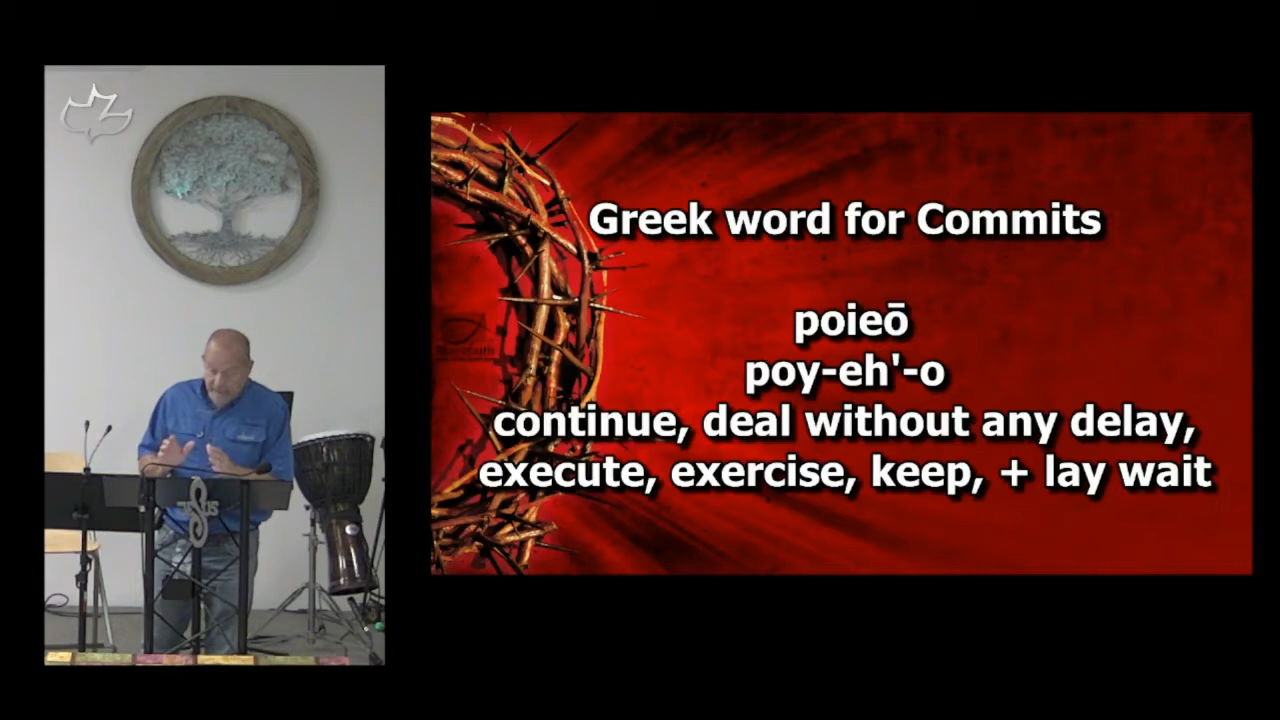 Greek word for Commits
poieō
poy-eh'-o
continue, deal without any delay,
execute, exercise, keep, + lay wait